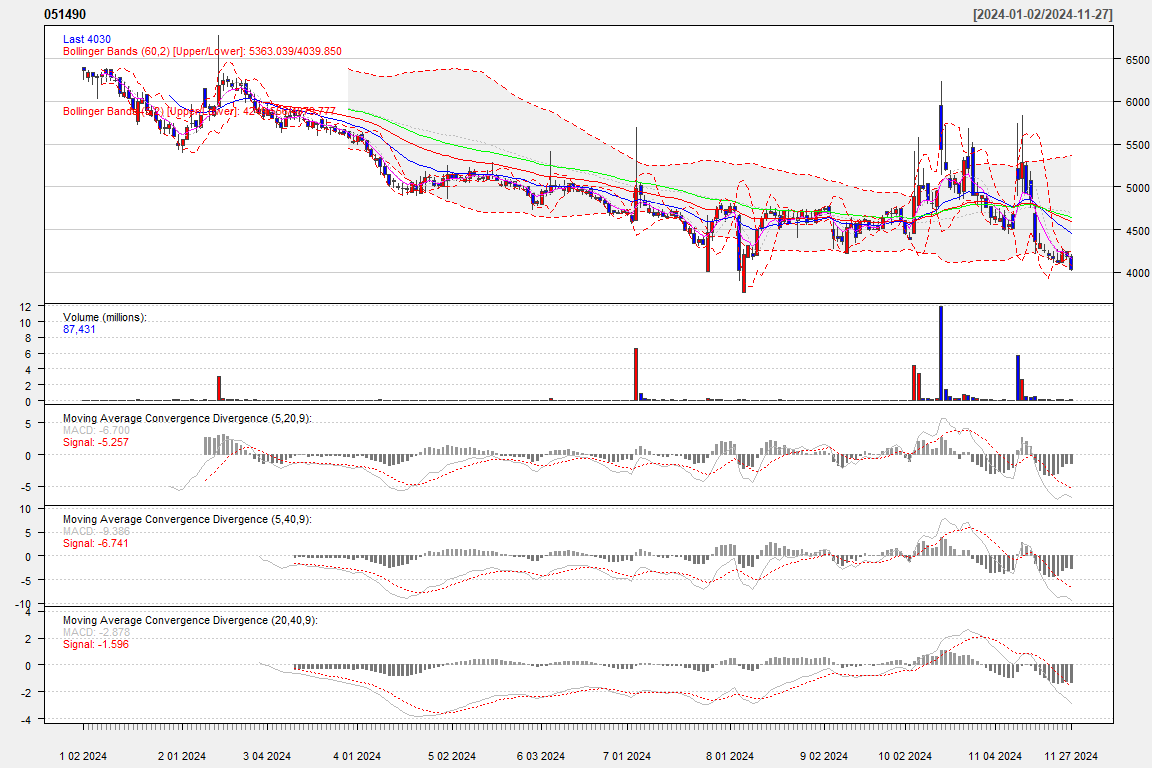 051490 [2024-01-02/2024-11-27]
Last 4030
Bollinger Bands (60,2) [Upper/Lower]: 5363.039/4039.850
Bollinger Bands [Upper
6500
6000
5500
5000
4500
4000
Volume (millions):
87,431
12
10
8
6
4
2
0
Moving Average Convergence Divergence (5,20,9):
MACD: -6.700
Signal: -5.257
5
0
-5
Moving Average Convergence Divergence (5,40,9):
MACD: -9.386
Signal: -6.741
10
5
0
-5
-10
Moving Average Convergence Divergence (20,40,9):
MACD: -2.878
Signal: -1.596
4
2
0
-2
-4
1 02 2024 2 01 2024 3 04 2024 4 01 2024 5 02 2024 6 03 2024 7 01 2024 8 01 2024 9 02 2024 10 02 2024 11 04 2024 11 27 2024